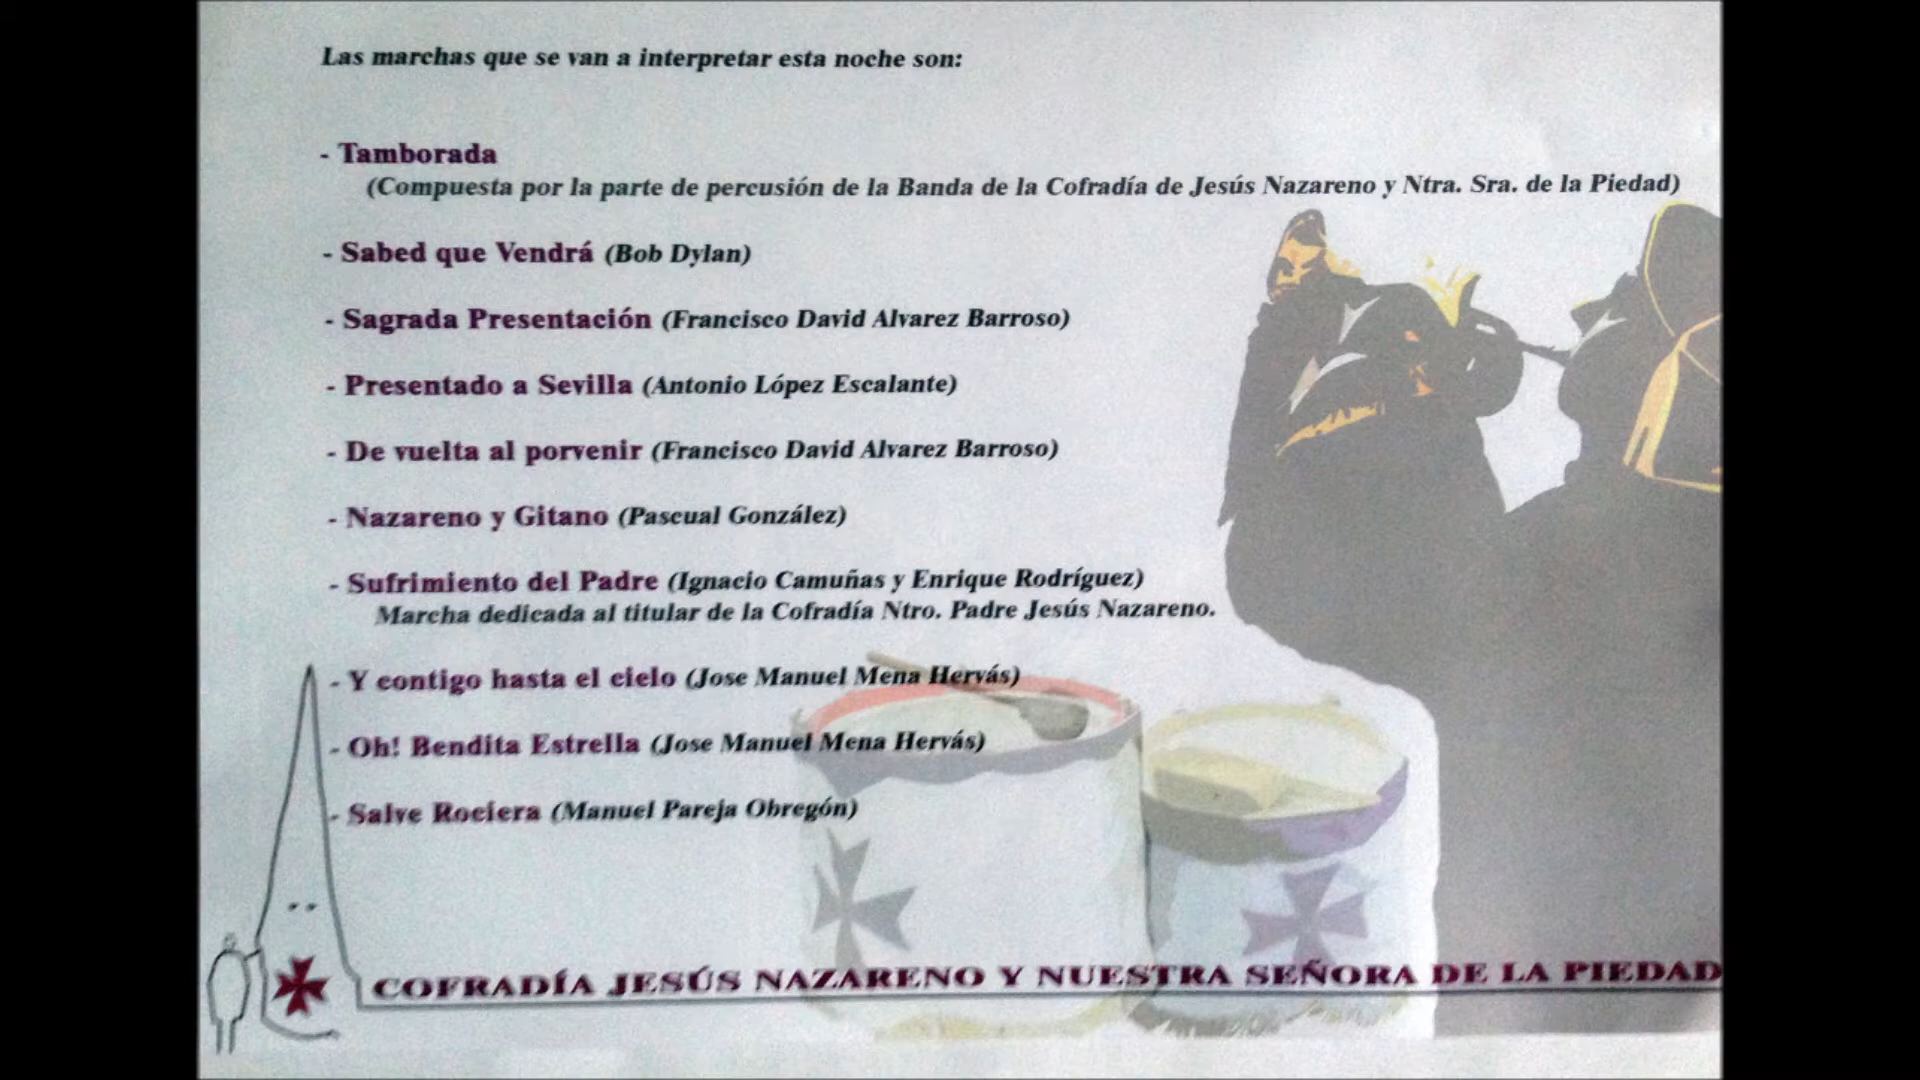 Las marchas que se van a interpretar esta noche son:
- Tamborada
(Compuesta por la parte de percusión de la Banda de la Cofradía de Jesús Nazareno y Ntra. Sra. de la Piedad)
- Sabed que Vendrá (Bob Dylan)
- Sagrada Presentación (Francisco David Alvarez Barroso)
- Presentado a Sevilla (Antonio López Escalante)
- De vuelta al porvenir (Francisco David Alvarez Barroso)
- Nazareno y Gitano (Pascual González)
- Sufrimiento del Padre (Ignacio Camuñas y Enrique Rodríguez)
Marcha dedicada al titular de la Cofradía Ntro. Padre Jesús Nazareno.
- Y contigo hasta el cielo (Jose Manuel Mena Hervás)
- Oh! Bendita Estrella (Jose Manuel Mena Hervás)
- Salve Rociera (Manuel Pareja Obregón)
COFRADÍA JESÚS NAZARENO Y NUESTRA SEÑORA DE LA PIEDAD